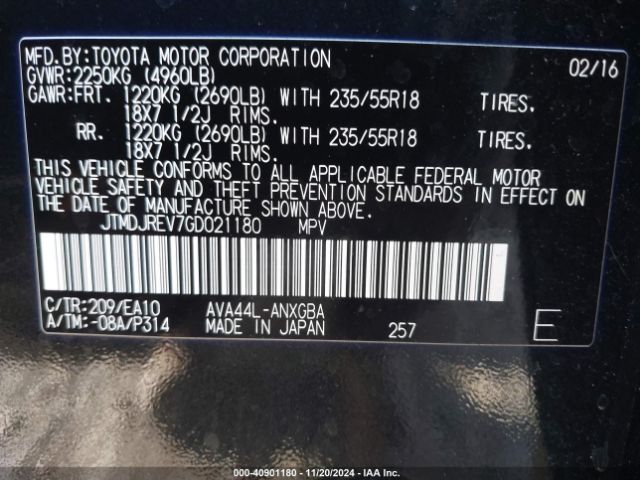 MFD.BY:TOYOTA MOTOR CORPORATION 02/16
GVWR:2250KG (4960LB)
GAWR:FRT. 1220KG (2690LB) WITH 235/55R18 TIRES.
18X7 1/2J RIMS.
RR. 1220KG (2690LB) WITH 235/55R18 TIRES.
18X7 1/2J RIMS.
THIS VEHICLE CONFORMS TO ALL APPLICABLE FEDERAL MOTOR
VEHICLE SAFETY AND THEFT PREVENTION STANDARDS IN EFFECT ON
THE DATE OF MANUFACTURE SHOWN ABOVE.
JTMDJREV7GD021180 MPV
C/TR:209/EA10 AVA44L-ANXGBA
A/TM:-08A/P314 MADE IN JAPAN 257 E
000-40901180 - 11/20/2024 - IAA Inc.